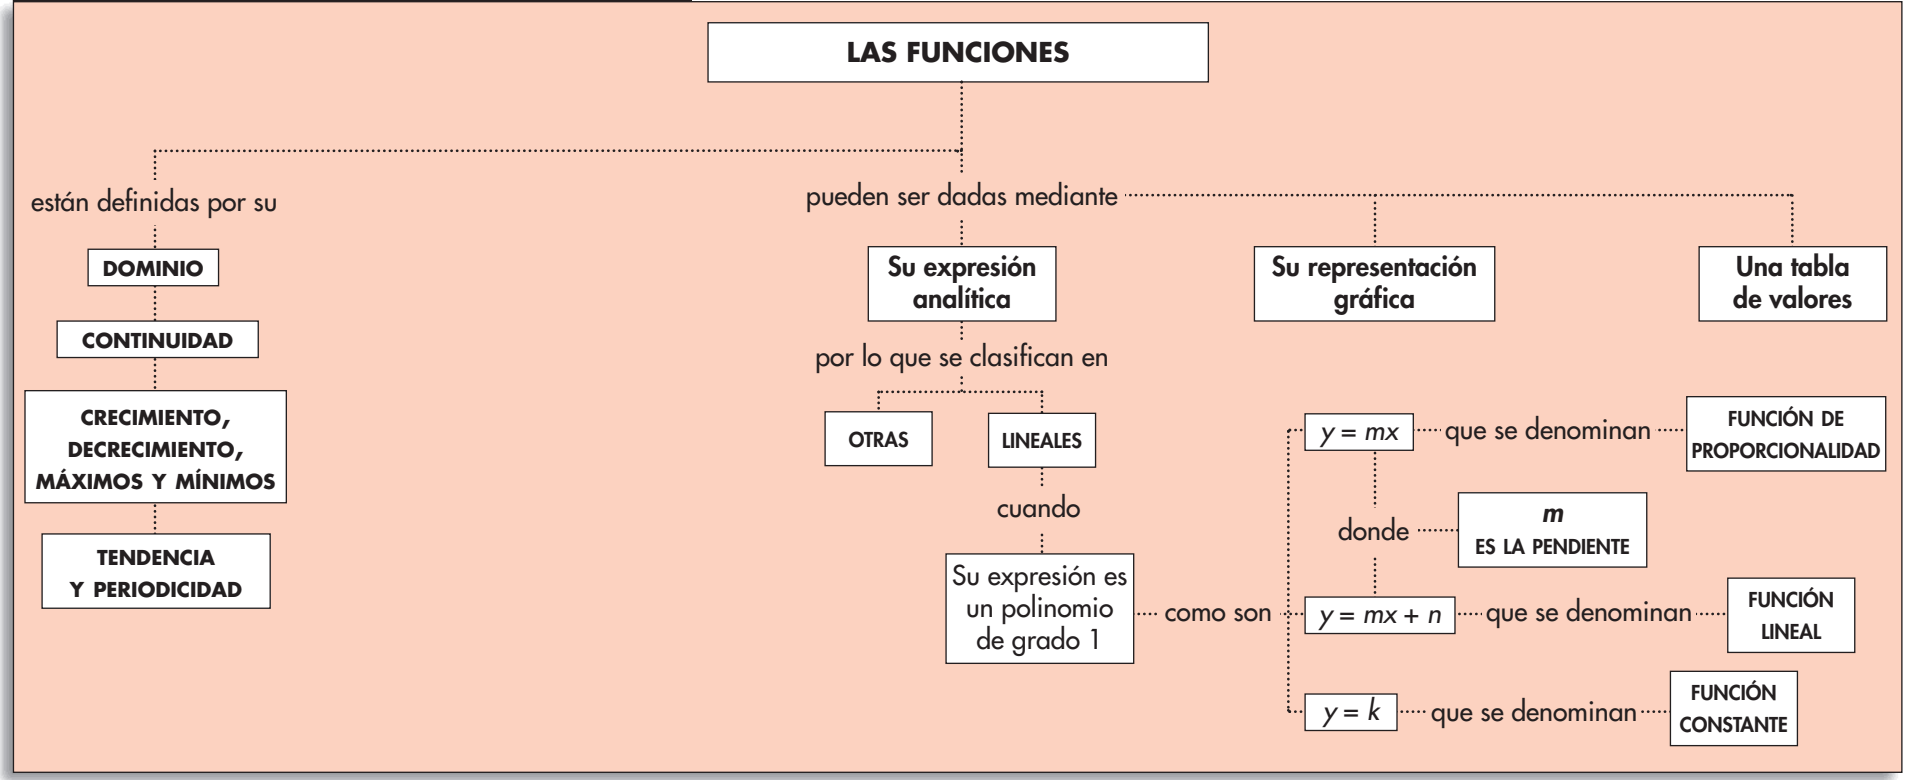 LAS FUNCIONES
están definidas por su
DOMINIO
CONTINUIDAD
CRECIMIENTO,
DECRECIMIENTO,
MÁXIMOS Y MÍNIMOS
TENDENCIA
Y PERIODICIDAD
pueden ser dadas mediante
Su expresión
analítica
Su representación
gráfica
Una tabla
de valores
por lo que se clasifican en
OTRAS
LINEALES
cuando
Su expresión es
un polinomio
de grado 1
como son
y = mx
que se denominan
FUNCIÓN DE
PROPORCIONALIDAD
donde
m
ES LA PENDIENTE
y = mx + n
que se denominan
FUNCIÓN
LINEAL
y = k
que se denominan
FUNCIÓN
CONSTANTE